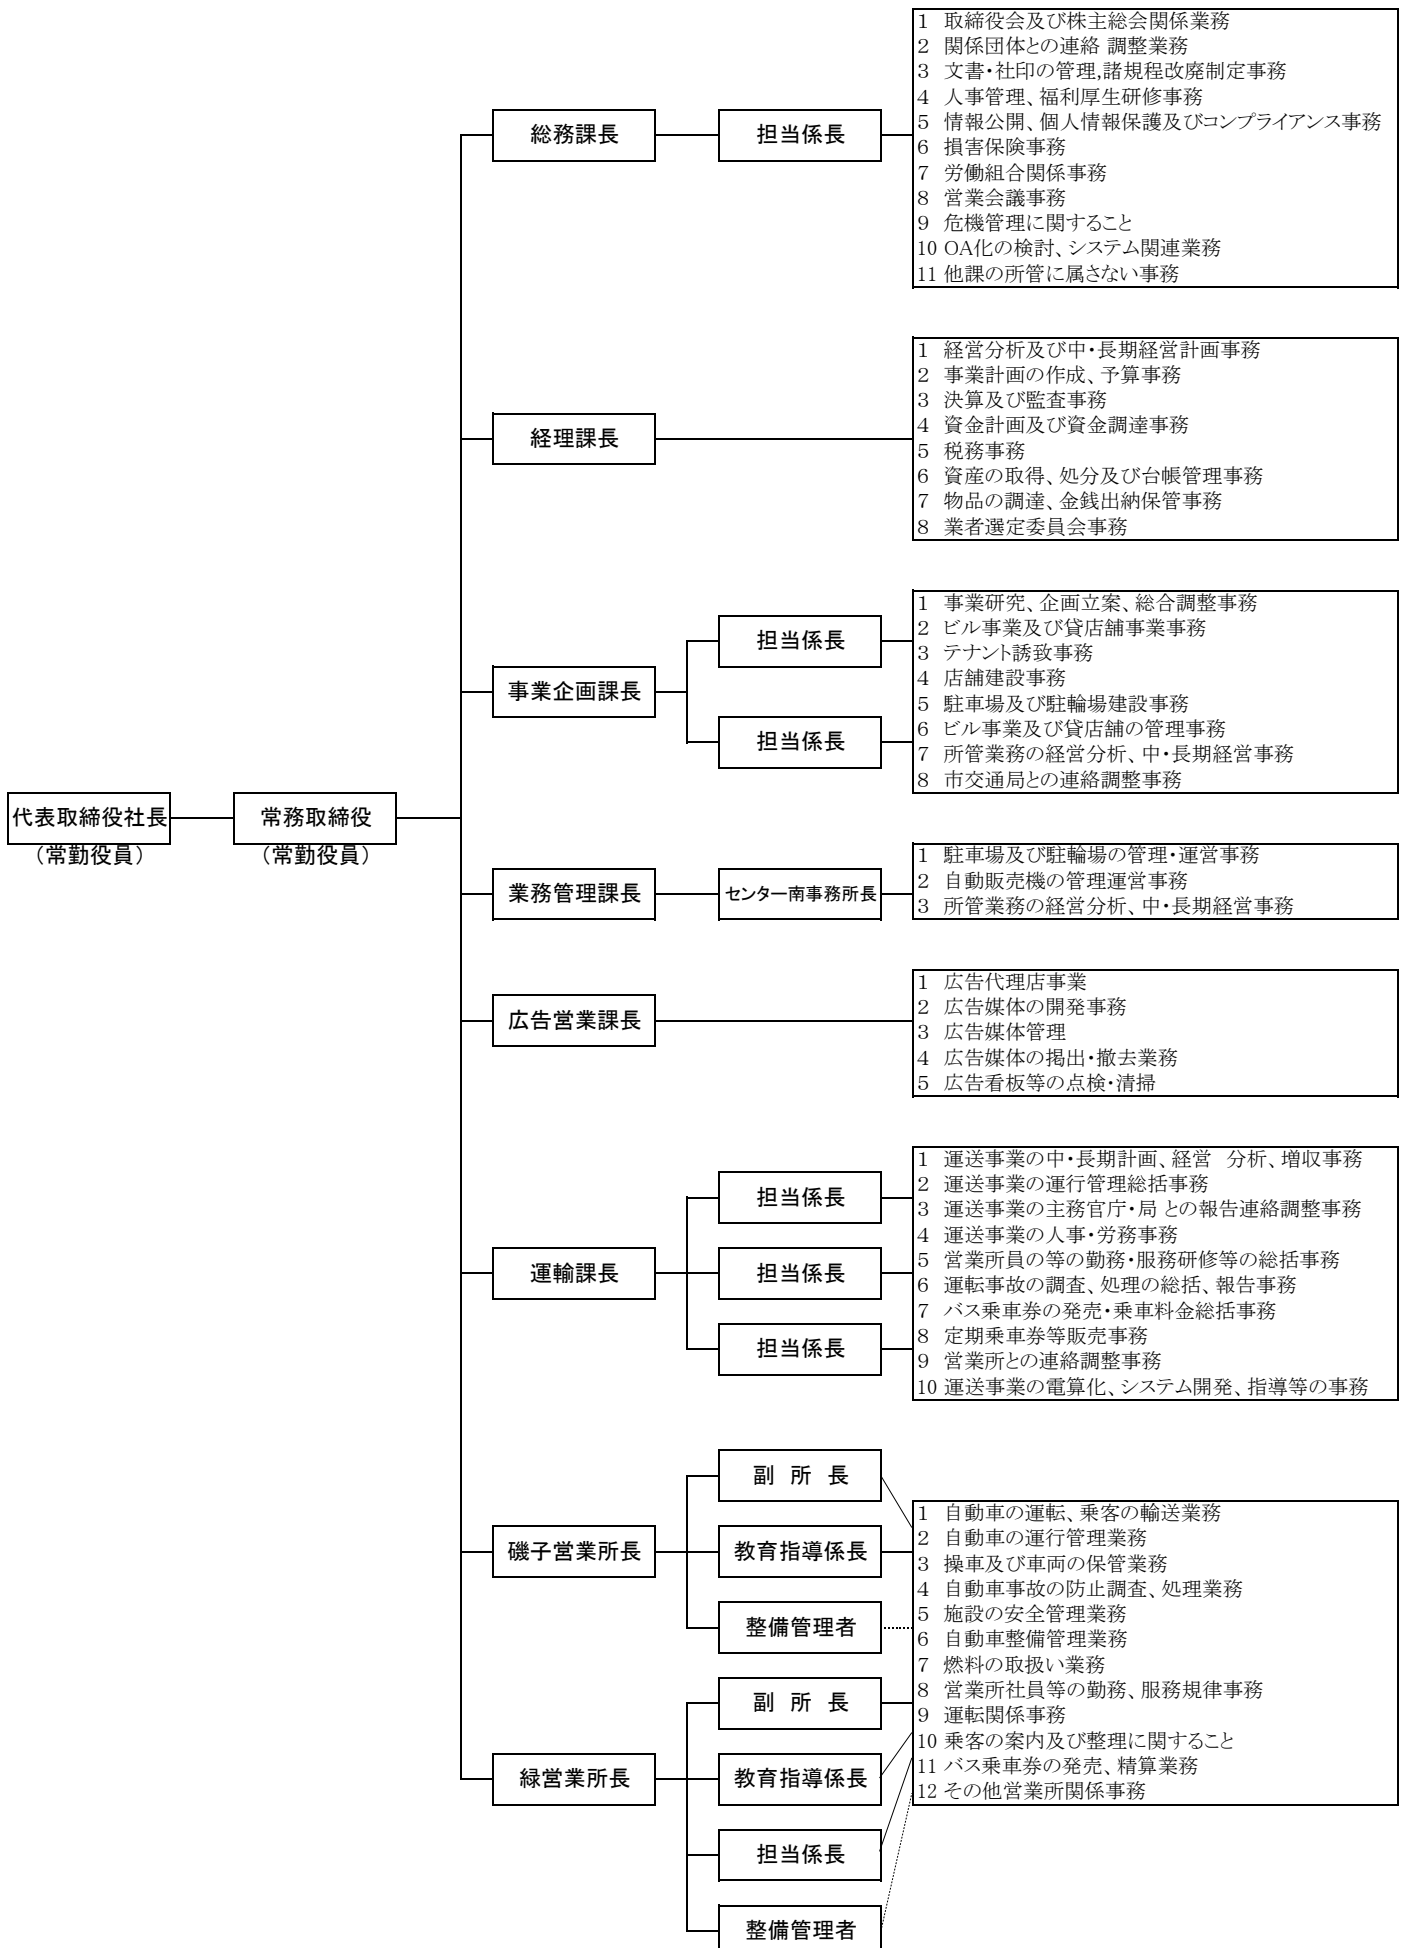 1 取締役会及び株主総会関係業務
2 関係団体との連絡 調整業務
3 文書・社印の管理,諸規程改廃制定事務
4 人事管理、福利厚生研修事務
5 情報公開、個人情報保護及びコンプライアンス事務
6 損害保険事務
7 労働組合関係事務
8 営業会議事務
9 危機管理に関すること
10 OA化の検討、システム関連業務
11 他課の所管に属さない事務
総務課長
担当係長
1 経営分析及び中・長期経営計画事務
2 事業計画の作成、予算事務
3 決算及び監査事務
4 資金計画及び資金調達事務
5 税務事務
6 資産の取得、処分及び台帳管理事務
7 物品の調達、金銭出納保管事務
8 業者選定委員会事務
経理課長
1 事業研究、企画立案、総合調整事務
2 ビル事業及び貸店舗事業事務
3 テナント誘致事務
4 店舗建設事務
5 駐車場及び駐輪場建設事務
6 ビル事業及び貸店舗の管理事務
7 所管業務の経営分析、中・長期経営事務
8 市交通局との連絡調整事務
担当係長
事業企画課長
担当係長
代表取締役社長
(常勤役員)
常務取締役
(常勤役員)
1 駐車場及び駐輪場の管理・運営事務
2 自動販売機の管理運営事務
3 所管業務の経営分析、中・長期経営事務
業務管理課長
センター南事務所長
1 広告代理店事業
2 広告媒体の開発事務
3 広告媒体管理
4 広告媒体の掲出・撤去業務
5 広告看板等の点検・清掃
広告営業課長
1 運送事業の中・長期計画、経営 分析、増収事務
2 運送事業の運行管理総括事務
3 運送事業の主務官庁・局 との報告連絡調整事務
4 運送事業の人事・労務事務
5 営業所員の等の勤務・服務研修等の総括事務
6 運転事故の調査、処理の総括、報告事務
7 バス乗車券の発売・乗車料金総括事務
8 定期乗車券等販売事務
9 営業所との連絡調整事務
10 運送事業の電算化、システム開発、指導等の事務
担当係長
運輸課長
担当係長
担当係長
副 所 長
磯子営業所長
教育指導係長
整備管理者
1 自動車の運転、乗客の輸送業務
2 自動車の運行管理業務
3 操車及び車両の保管業務
4 自動車事故の防止調査、処理業務
5 施設の安全管理業務
6 自動車整備管理業務
7 燃料の取扱い業務
8 営業所社員等の勤務、服務規律事務
9 運転関係事務
10 乗客の案内及び整理に関すること
11 バス乗車券の発売、精算業務
12 その他営業所関係事務
副 所 長
緑営業所長
教育指導係長
担当係長
整備管理者